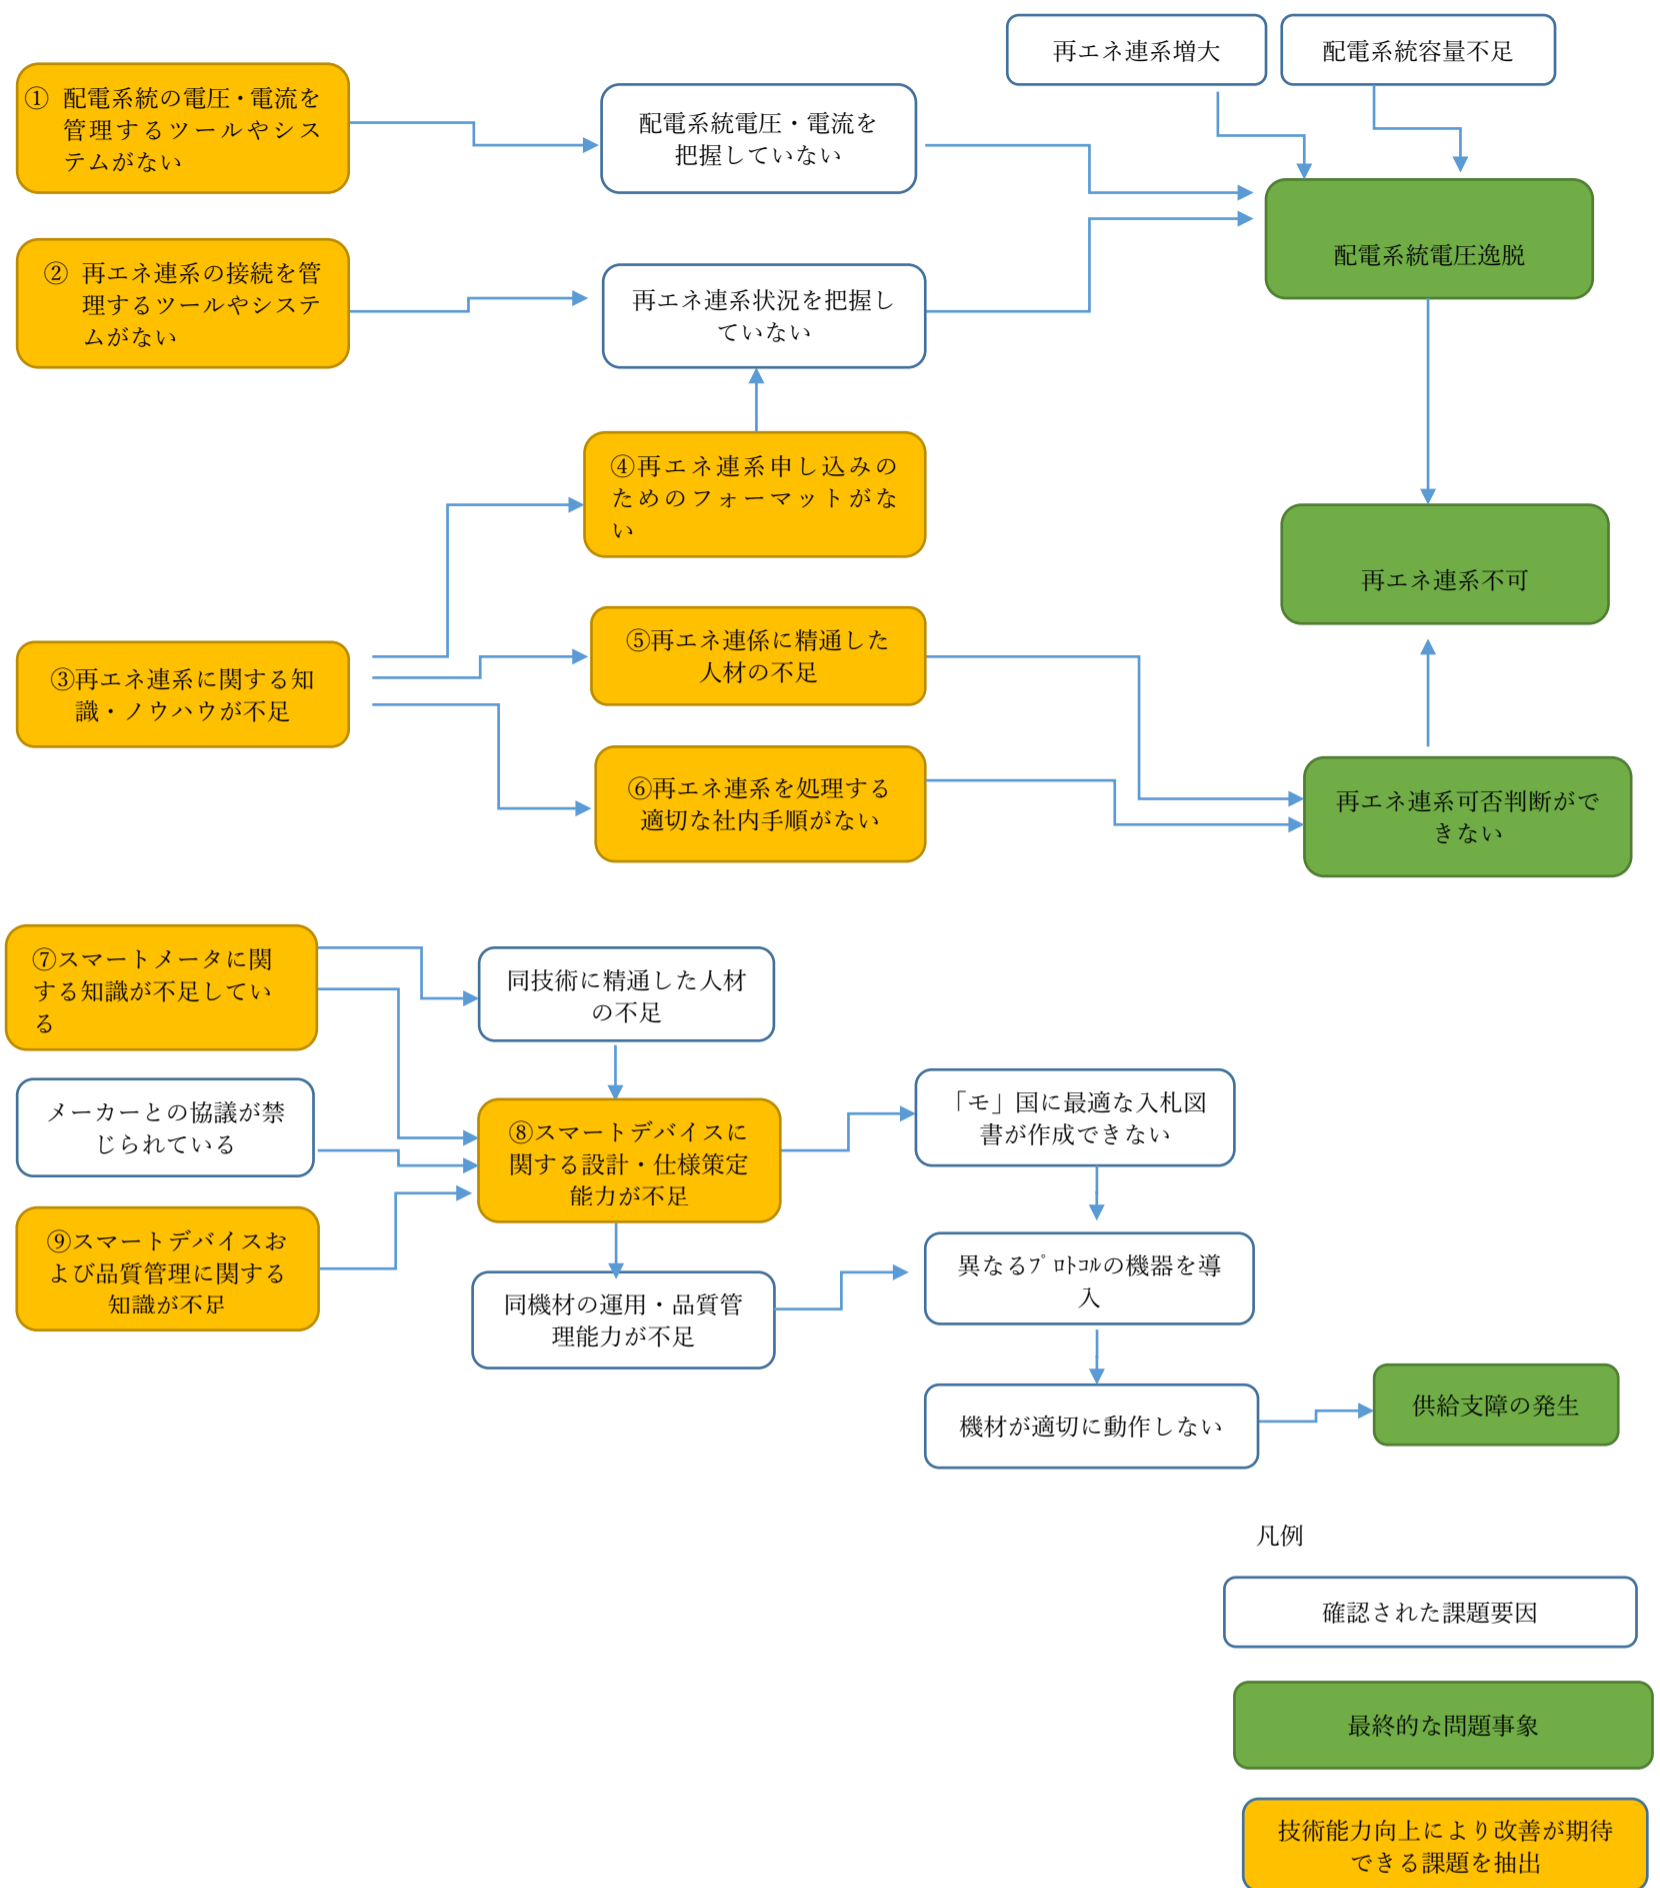 再エネ連系増大
配電系統容量不足
① 配電系統の電圧・電流を
管理するツールやシス
テムがない
配電系統電圧・電流を
把握していない
配電系統電圧逸脱
② 再エネ連系の接続を管
理するツールやシステ
ムがない
再エネ連系状況を把握し
ていない
④再エネ連系申し込みの
ためのフォーマットがな
い
再エネ連系不可
③再エネ連系に関する知
識・ノウハウが不足
⑤再エネ連係に精通した
人材の不足
⑥再エネ連系を処理する
適切な社内手順がない
再エネ連系可否判断がで
きない
⑦スマートメータに関
する知識が不足してい
る
同技術に精通した人材
の不足
メーカーとの協議が禁
じられている
⑧スマートデバイスに
関する設計・仕様策定
能力が不足
「モ」国に最適な入札図
書が作成できない
⑨スマートデバイスお
よび品質管理に関する
知識が不足
同機材の運用・品質管
理能力が不足
異なるﾌﾟﾛﾄｺﾙの機器を導
入
機材が適切に動作しない
供給支障の発生
凡例
確認された課題要因
最終的な問題事象
技術能力向上により改善が期待
できる課題を抽出